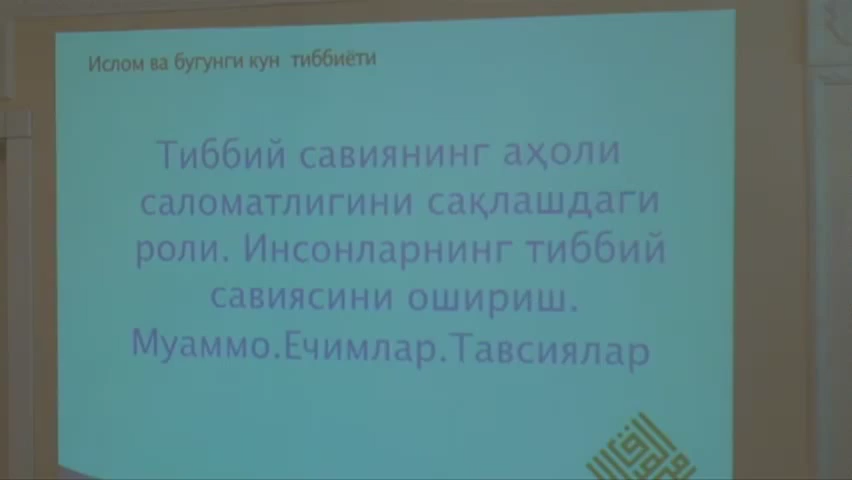 Ислом ва бугунги кун тиббиёти
Тиббий савиянинг аҳоли
саломатлигини сақлашдаги
роли. Инсонларнинг тиббий
савиясини ошириш.
Муаммо.Ечимлар.Тавсиялар